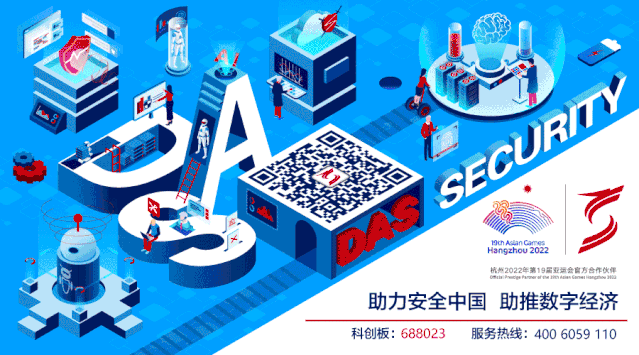 DAS
DAS
SECURITY
19th Asian Games
Hangzhou 2022
杭州2022年第19届亚运会官方合作伙伴
Official Prestige Partner of the 19th Asian Games Hangzhou 2022
助力安全中国 助推数字经济
科创板：688023 服务热线：400 6059 110